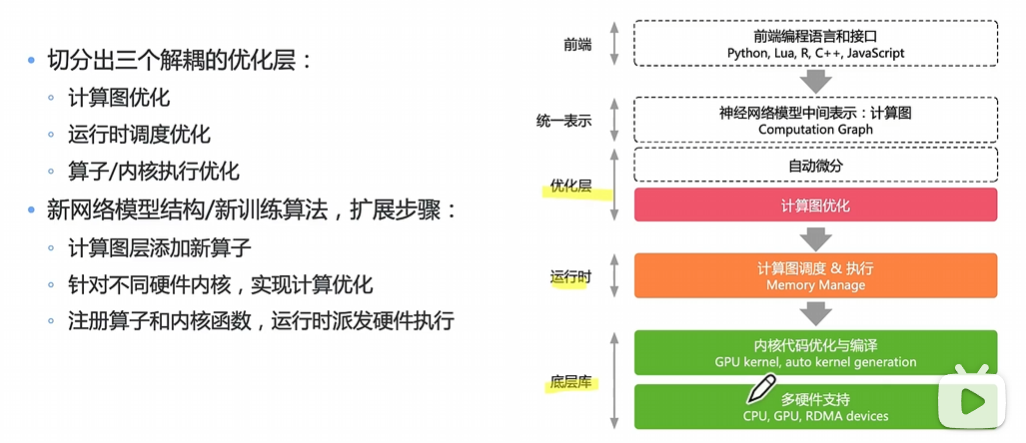 切分出三个解耦的优化层：
计算图优化
运行时调度优化
算子/内核执行优化
新网络模型结构/新训练算法，扩展步骤：
计算图层添加新算子
针对不同硬件内核，实现计算优化
注册算子和内核函数，运行时派发硬件执行
前端
前端编程语言和接口
Python, Lua, R, C++, JavaScript
统一表示
神经网络模型中间表示：计算图
Computation Graph
自动微分
优化层
计算图优化
运行时
计算图调度 & 执行
Memory Manage
内核代码优化与编译
GPU kernel, auto kernel generation
底层库
多硬件支持
CPU, GPU, RDMA devices